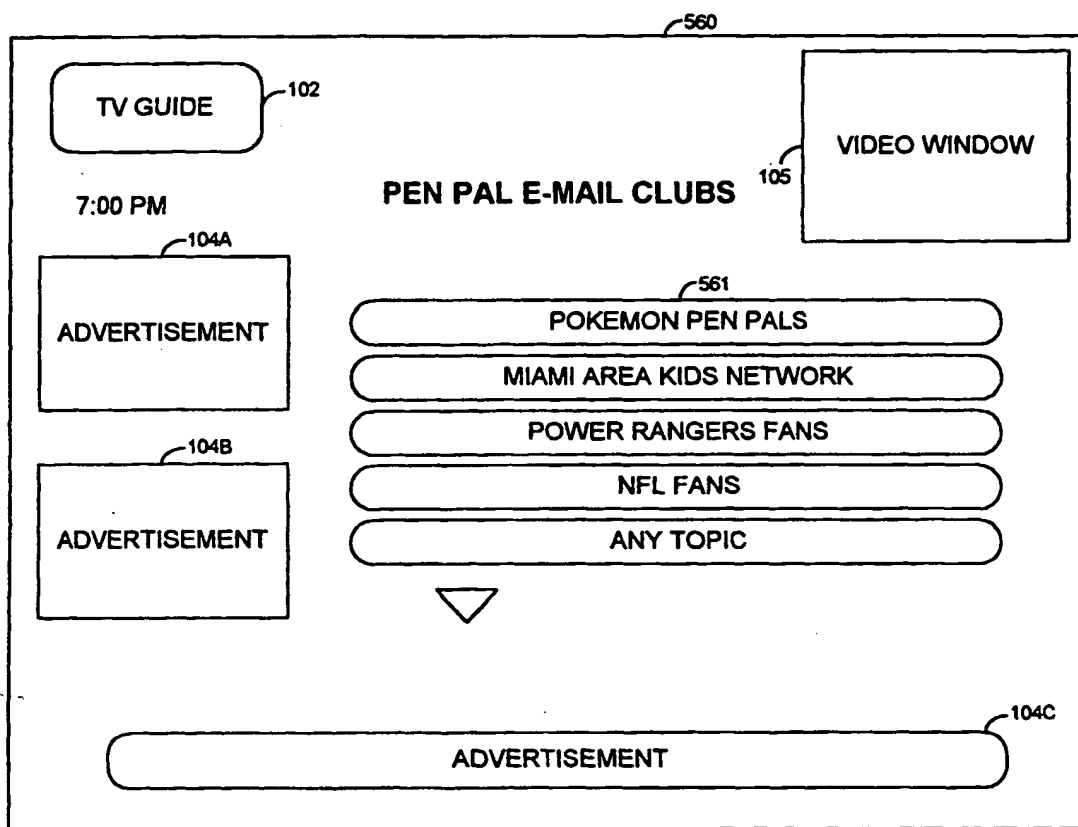 560
TV GUIDE
102
VIDEO WINDOW
105
PEN PAL E-MAIL CLUBS
7:00 PM
104A
ADVERTISEMENT
561
POKEMON PEN PALS
MIAMI AREA KIDS NETWORK
POWER RANGERS FANS
NFL FANS
ANY TOPIC
104B
ADVERTISEMENT
104C
ADVERTISEMENT